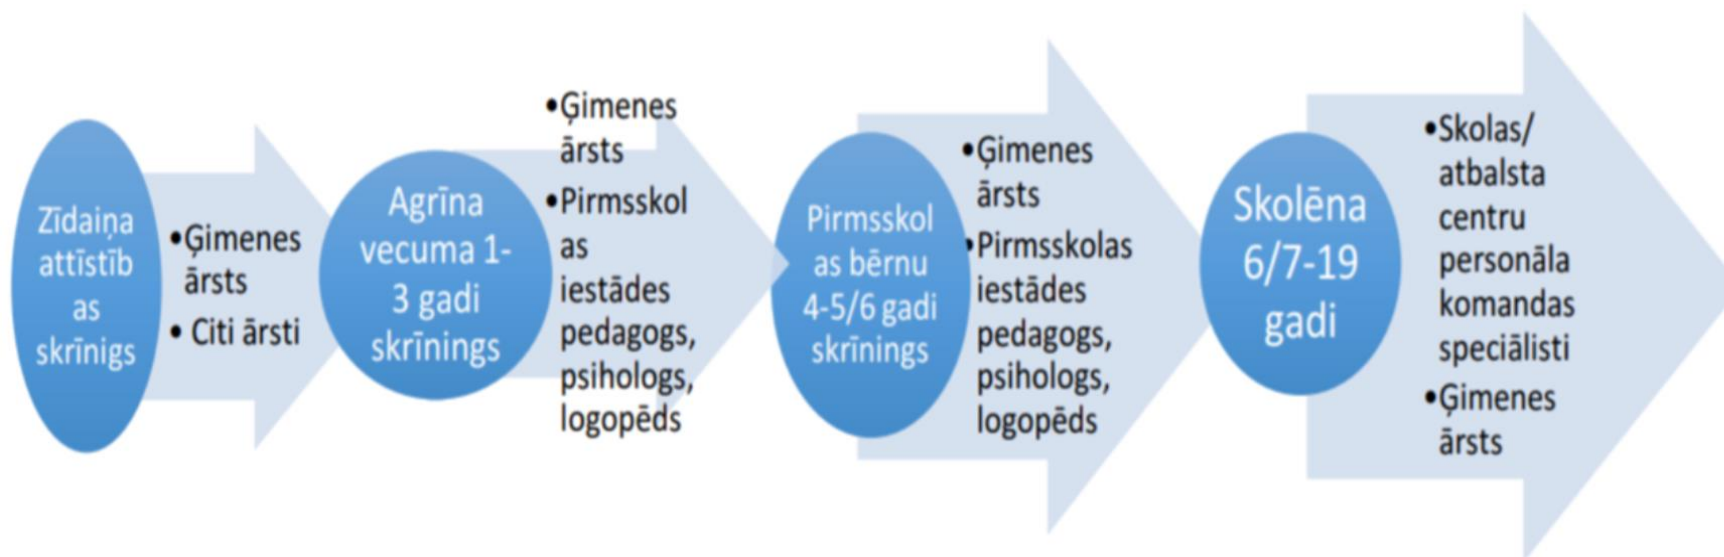 Zīdaiņa
attīstīb
as
skrīnigs
•Ģimenes
ārsts
• Citi ārsti
Agrīna
vecuma 1-
3 gadi
skrīnings
•Ģimenes
ārsts
•Pirmsskol
as
iestādes
pedagogs,
psihologs,
logopēds
Pirmsskol
as bērnu
4-5/6 gadi
skrīnings
•Ģimenes
ārsts
•Pirmsskolas
iestādes
pedagogs,
psihologs,
logopēds
Skolēna
6/7-19
gadi
•Skolas/
atbalsta
centru
personāla
komandas
speciālisti
•Ģimenes
ārsts